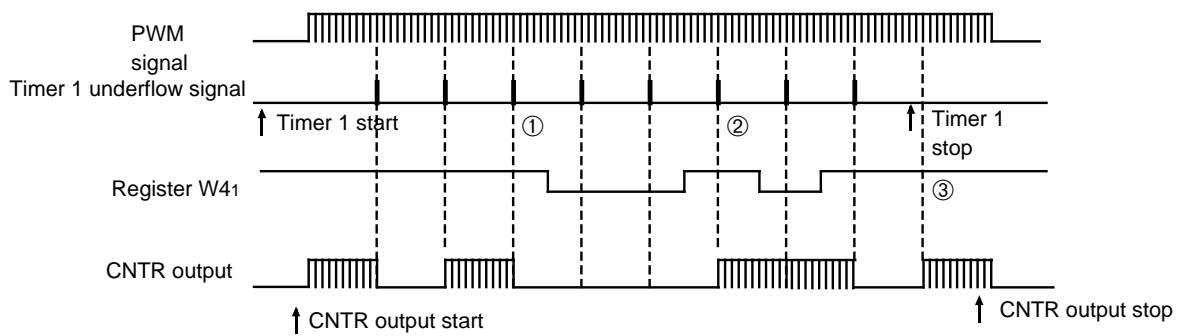 PWM
signal
Timer 1 underflow signal
Timer 1 start
①
②
Timer 1
stop
Register W41
③
CNTR output
CNTR output start
CNTR output stop